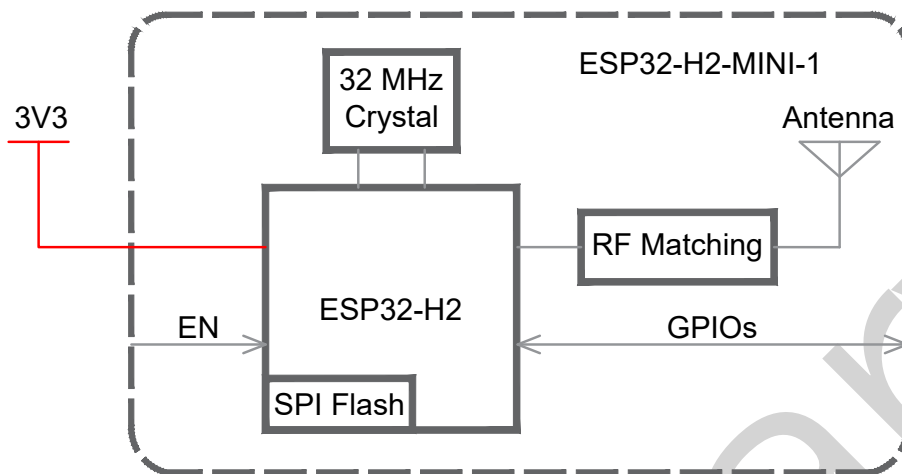 ESP32-H2-MINI-1
32 MHz
Crystal
3V3
Antenna
RF Matching
ESP32-H2
EN
GPIOs
SPI Flash